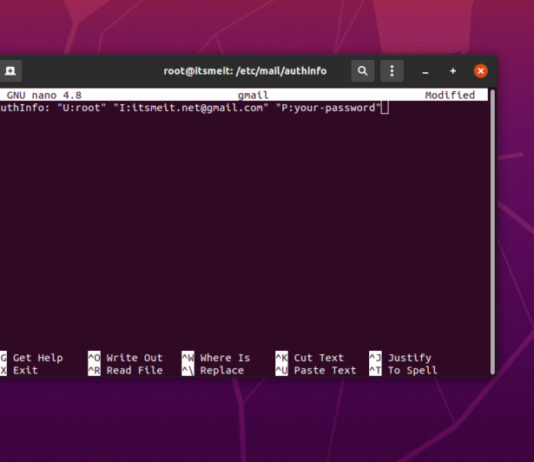 root@itsmeit: /etc/mail/authinfo
GNU nano 4.8 gmail Modified
uthInfo: "U:root" "I:itsmeit.net@gmail.com" "P:your-password"
G Get Help ^O Write Out ^W Where Is ^K Cut Text ^J Justify
X Exit ^R Read File ^\ Replace ^U Paste Text ^T To Spell